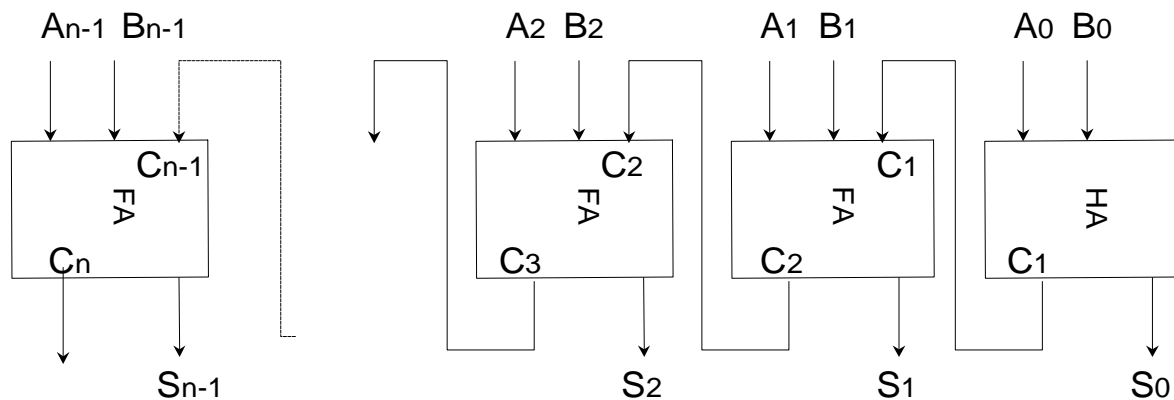 An-1 Bn-1 A2 B2 A1 B1 A0 B0
Cn-1 C2 C1
FA FA FA HA
Cn C3 C2 C1
Sn-1 S2 S1 S0